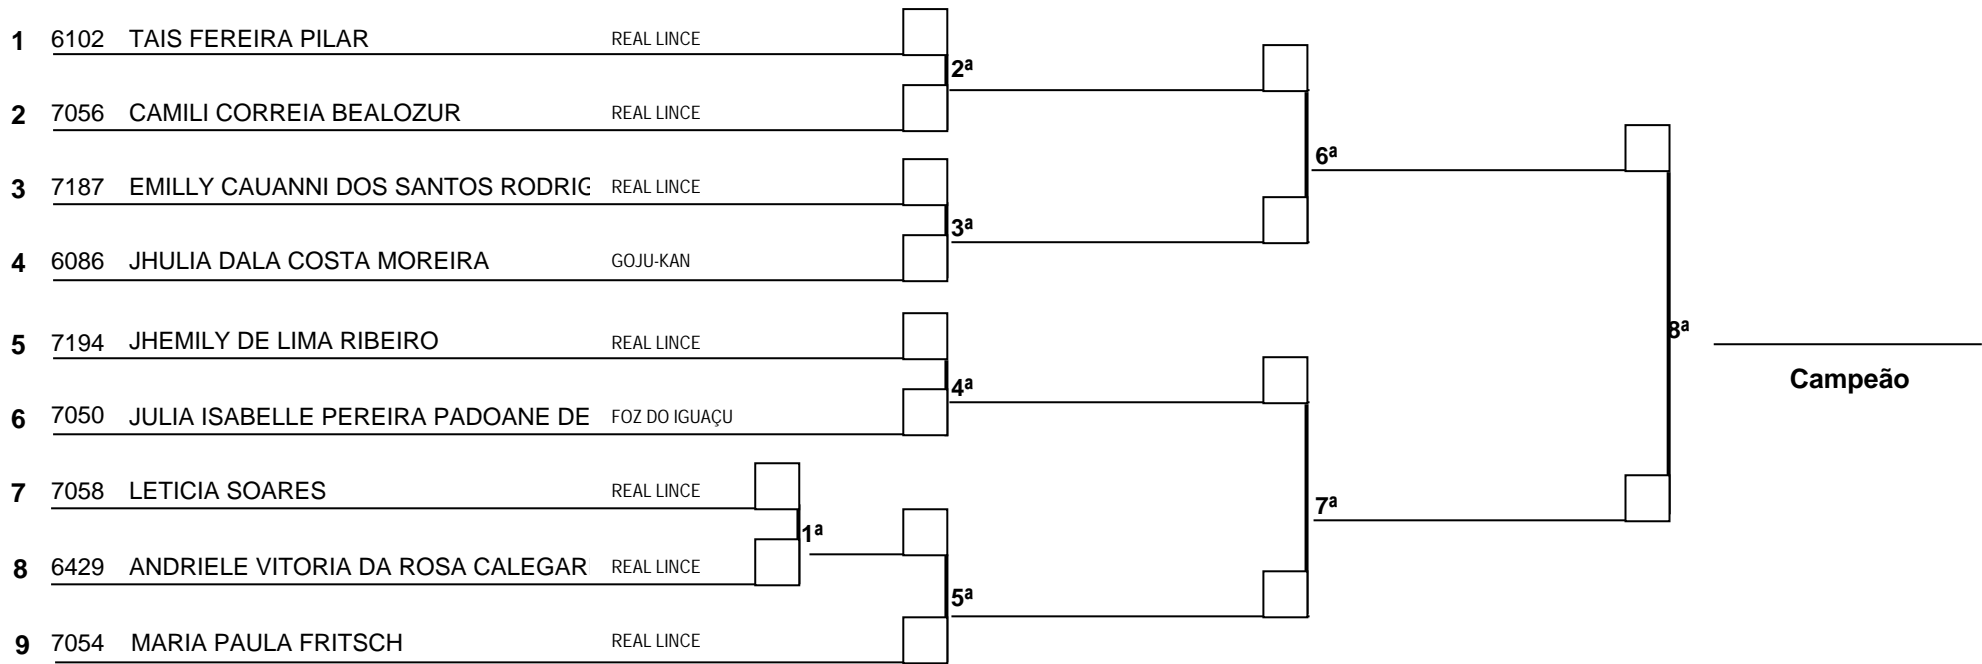 1 6102 TAIS FEREIRA PILAR REAL LINCE
2ª
2 7056 CAMILI CORREIA BEALOZUR REAL LINCE
6ª
3 7187 EMILLY CAUANNI DOS SANTOS RODRIG REAL LINCE
3ª
4 6086 JHULIA DALA COSTA MOREIRA GOJU-KAN
8ª
5 7194 JHEMILY DE LIMA RIBEIRO REAL LINCE
Campeão
4ª
6 7050 JULIA ISABELLE PEREIRA PADOANE DE FOZ DO IGUAÇU
7 7058 LETICIA SOARES REAL LINCE
7ª
1ª
8 6429 ANDRIELE VITORIA DA ROSA CALEGAR REAL LINCE
5ª
9 7054 MARIA PAULA FRITSCH REAL LINCE